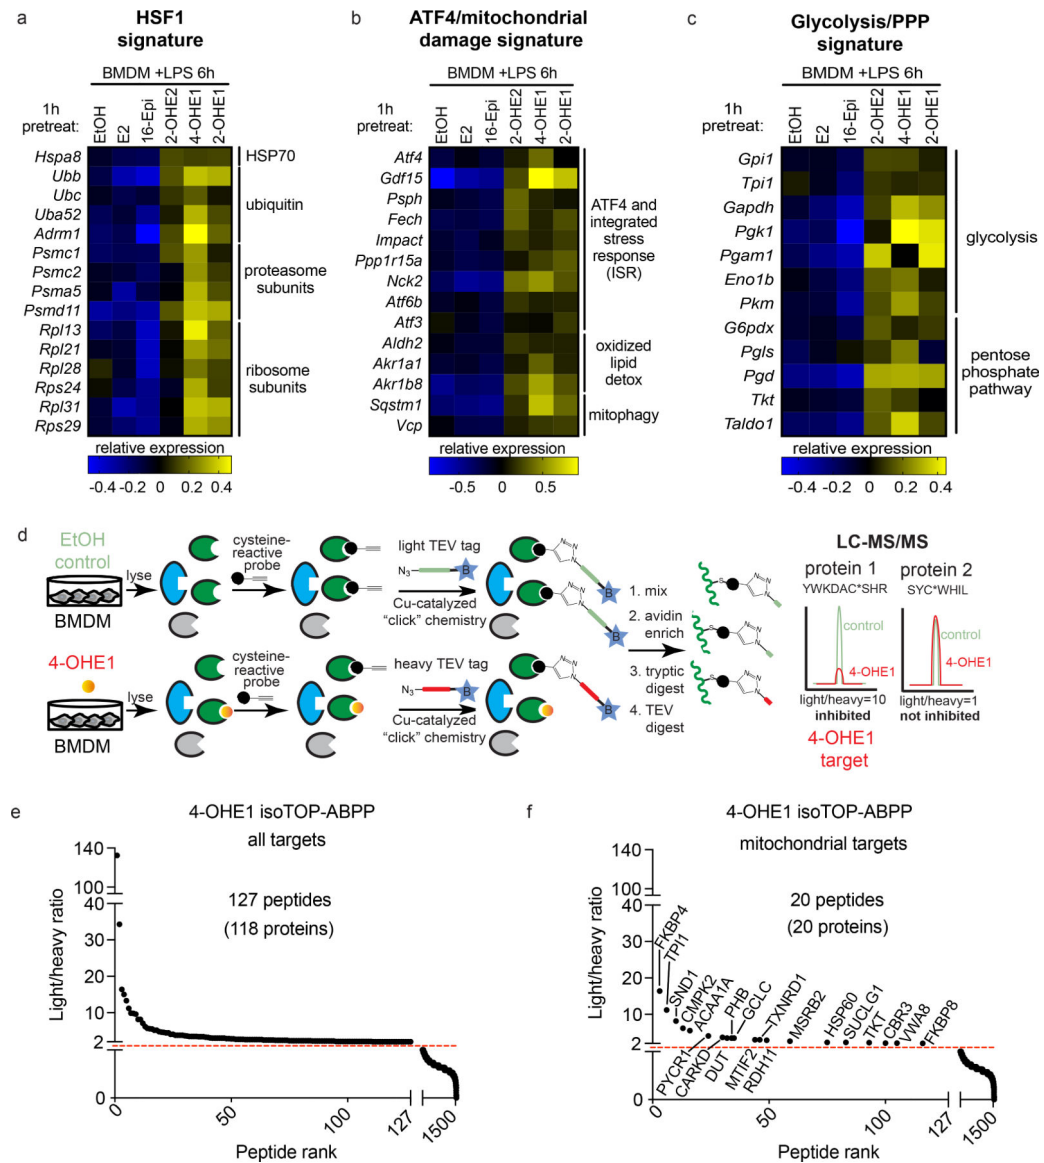 a
HSF1
signature
BMDM +LPS 6h
1h
pretreat:
EtOH
E2
16-Epi
2-OHE2
4-OHE1
2-OHE1
Hspa8
Ubb
Ubc
Uba52
Adrm1
Psmc1
Psmc2
Psma5
Psmd11
Rpl13
Rpl21
Rpl28
Rps24
Rpl31
Rps29
HSP70
ubiquitin
proteasome
subunits
ribosome
subunits
relative expression
-0.4 -0.2 0 0.2 0.4
b
ATF4/mitochondrial
damage signature
BMDM +LPS 6h
1h
pretreat:
EtOH
E2
16-Epi
2-OHE2
4-OHE1
2-OHE1
Atf4
Gdf15
Psph
Fech
Impact
Ppp1r15a
Nck2
Atf6b
Atf3
Aldh2
Akr1a1
Akr1b8
Sqstm1
Vcp
ATF4 and
integrated
stress
response
(ISR)
oxidized
lipid
detox
mitophagy
relative expression
-0.5 0 0.5
c
Glycolysis/PPP
signature
BMDM +LPS 6h
1h
pretreat:
EtOH
E2
16-Epi
2-OHE2
4-OHE1
2-OHE1
Gpi1
Tpi1
Gapdh
Pgk1
Pgam1
Eno1b
Pkm
G6pdx
Pgls
Pgd
Tkt
Taldo1
glycolysis
pentose
phosphate
pathway
relative expression
-0.4 -0.2 0 0.2 0.4
d
EtOH
control
BMDM
lyse
cysteine-
reactive
probe
light TEV tag
N3
B
Cu-catalyzed
"click" chemistry
B
B
4-OHE1
BMDM
lyse
cysteine-
reactive
probe
heavy TEV tag
N3
B
Cu-catalyzed
"click" chemistry
B
1. mix
2. avidin
enrich
3. tryptic
digest
4. TEV
digest
LC-MS/MS
protein 1
YWKDAC*SHR
control
4-OHE1
light/heavy=10
inhibited
4-OHE1
target
protein 2
SYC*WHIL
control
4-OHE1
light/heavy=1
not inhibited
e
4-OHE1 isoTOP-ABPP
all targets
127 peptides
(118 proteins)
Light/heavy ratio
140
100
40
30
20
10
2
2
0
0
50
100
127
1500
Peptide rank
f
4-OHE1 isoTOP-ABPP
mitochondrial targets
20 peptides
(20 proteins)
Light/heavy ratio
140
100
40
30
20
10
2
2
0
FKBP4
TPI1
SND1
CMPK2
ACAA1A
PHB
GCLC
TXNRD1
MSRB2
HSP60
SUCLG1
TKT
CBR3
VWA8
FKBP8
PYCR1
CARKD
DUT
MTIF2
RDH11
0
50
100
127
1500
Peptide rank